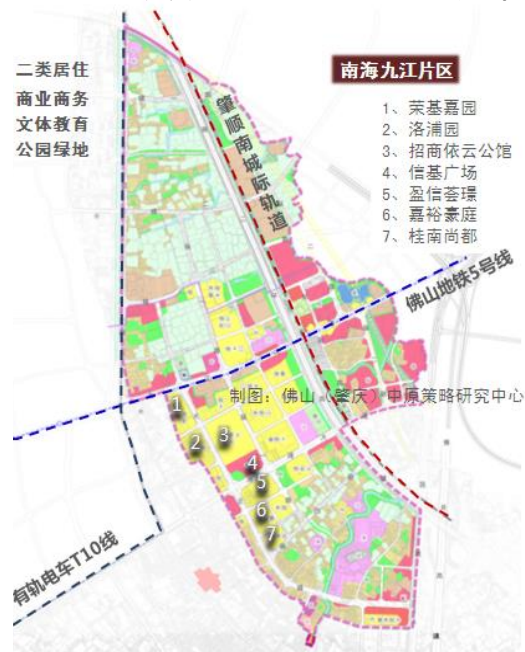 二类居住
商业商务
文体教育
公园绿地
南海九江片区
1、荣基嘉园
2、洛浦园
3、招商依云公馆
4、信基广场
5、盈信荟璟
6、嘉裕豪庭
7、桂南尚都
肇顺南城际轨道
佛山地铁5号线
制图：佛山（肇庆）中原策略研究中心
1
2
3
4
5
6
7
有轨电车T10线